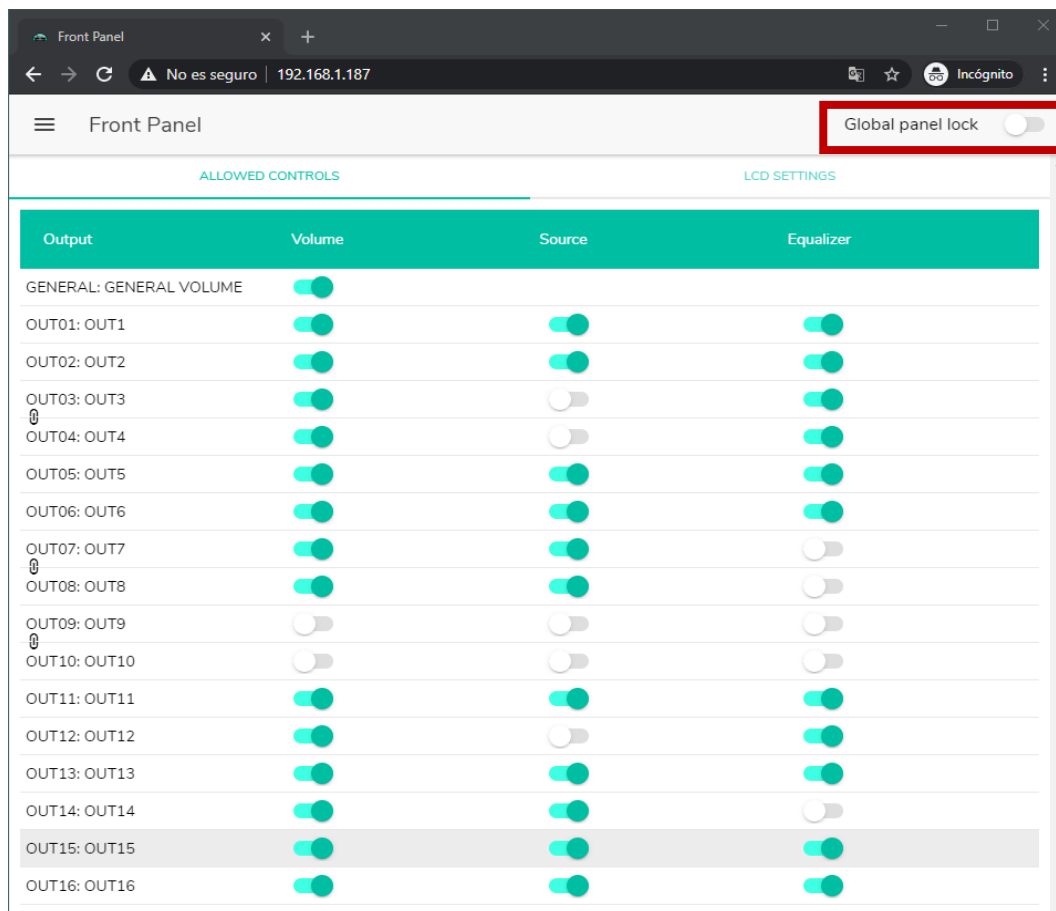 Front Panel
No es seguro | 192.168.1.187 Incógnito
Front Panel Global panel lock
ALLOWED CONTROLS LCD SETTINGS
Output Volume Source Equalizer
GENERAL: GENERAL VOLUME
OUT01: OUT1
OUT02: OUT2
OUT03: OUT3
OUT04: OUT4
OUT05: OUT5
OUT06: OUT6
OUT07: OUT7
OUT08: OUT8
OUT09: OUT9
OUT10: OUT10
OUT11: OUT11
OUT12: OUT12
OUT13: OUT13
OUT14: OUT14
OUT15: OUT15
OUT16: OUT16